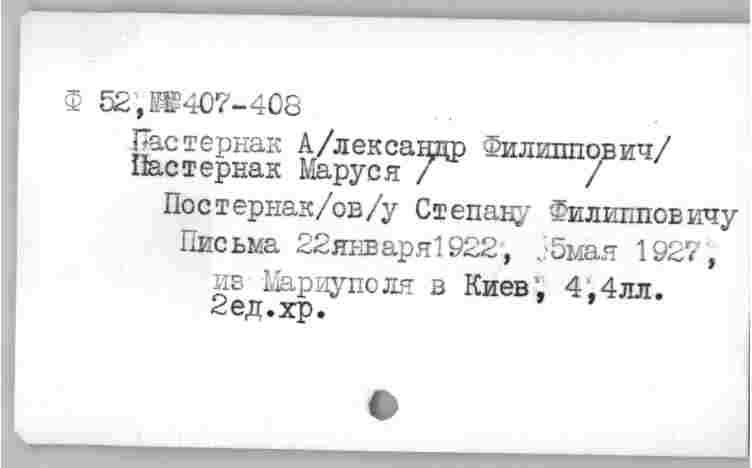 Ф 52, №№407-408
Пастернак А/лександр Филиппович/
Пастернак Маруся / /
Постернак/ов/у Степану Филипповичу
Письма 22января1922, 5мая 1927,
из Мариуполя в Киев, 4,4лл.
2ед.хр.